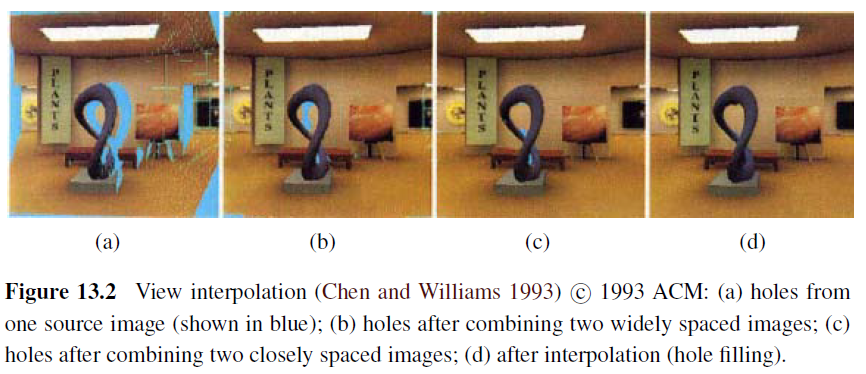 PLANTS
PLANTS
PLANTS
PLANTS
(a)
(b)
(c)
(d)
Figure 13.2 View interpolation (Chen and Williams 1993) © 1993 ACM: (a) holes from
one source image (shown in blue); (b) holes after combining two widely spaced images; (c)
holes after combining two closely spaced images; (d) after interpolation (hole filling).